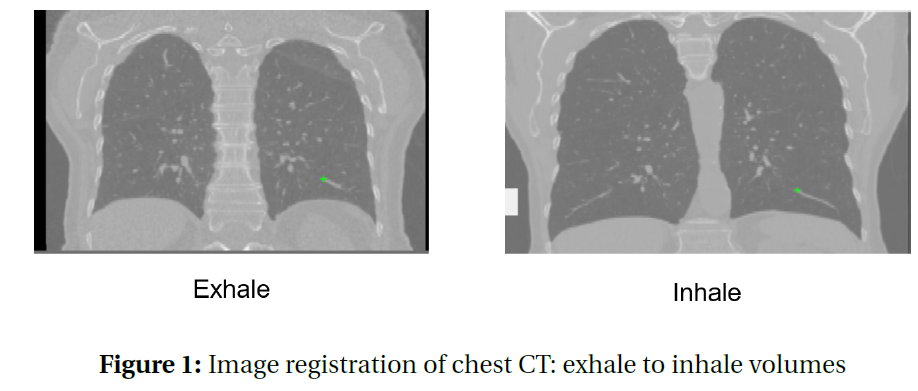 Exhale
Inhale
Figure 1: Image registration of chest CT: exhale to inhale volumes